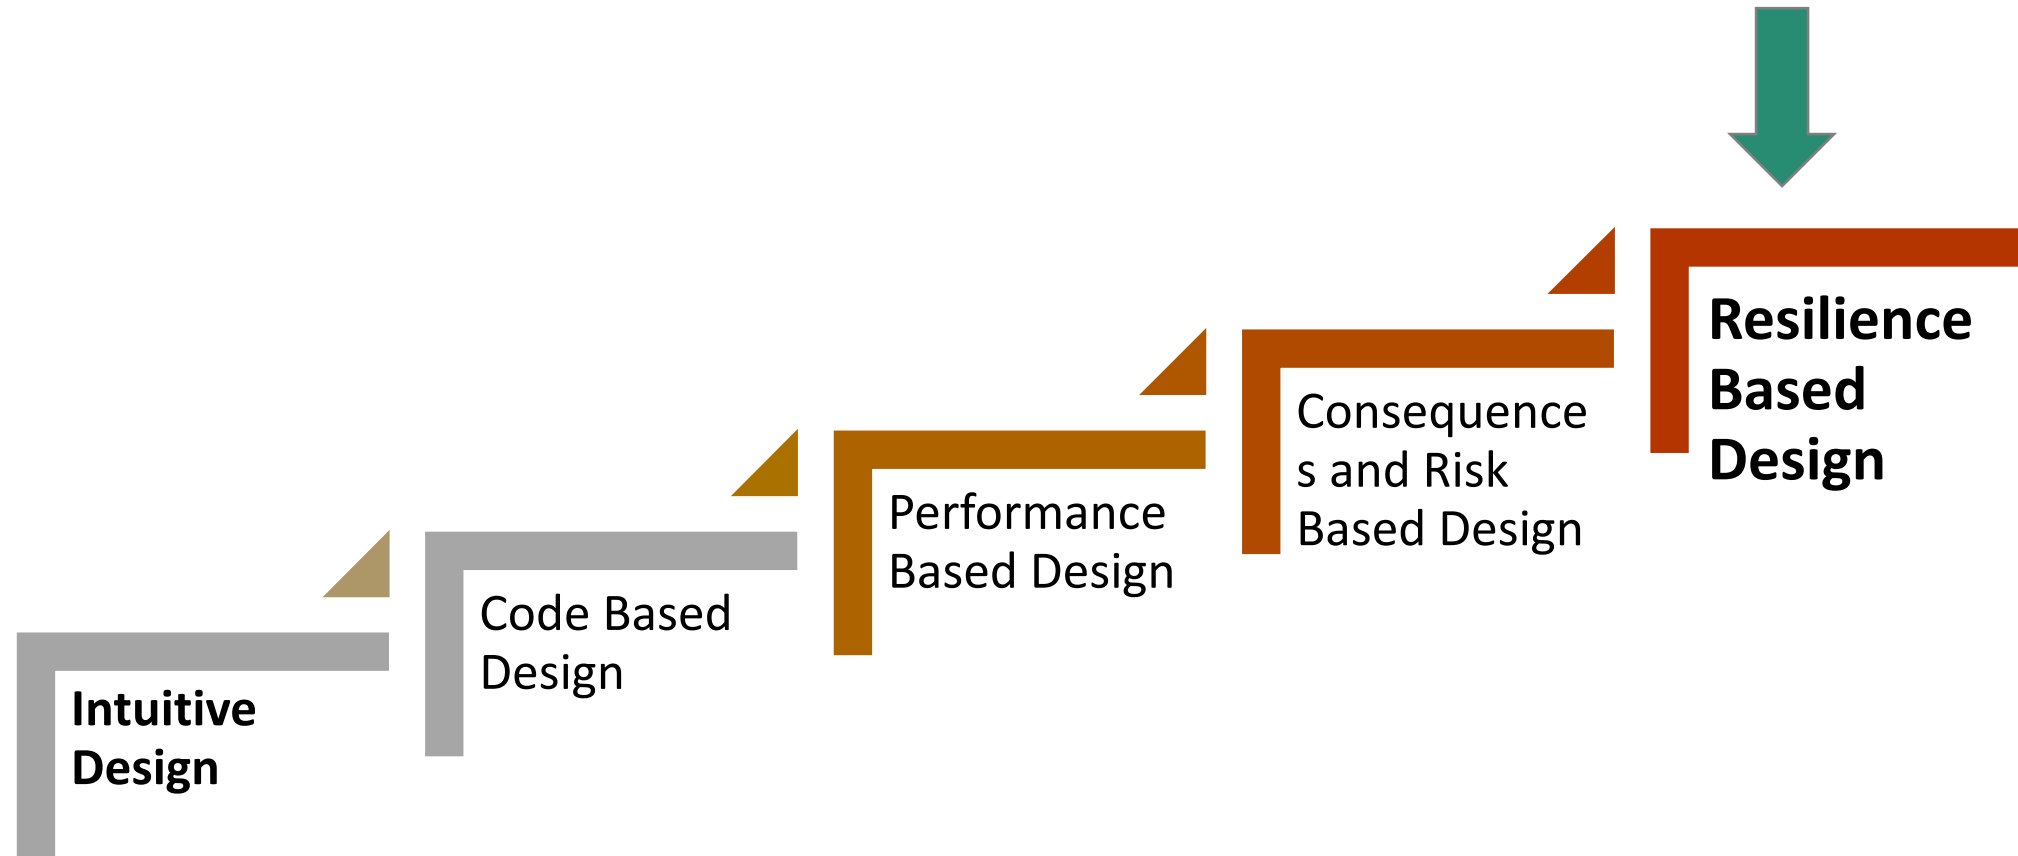 Intuitive
Design
Code Based
Design
Performance
Based Design
Consequence
s and Risk
Based Design
Resilience
Based
Design